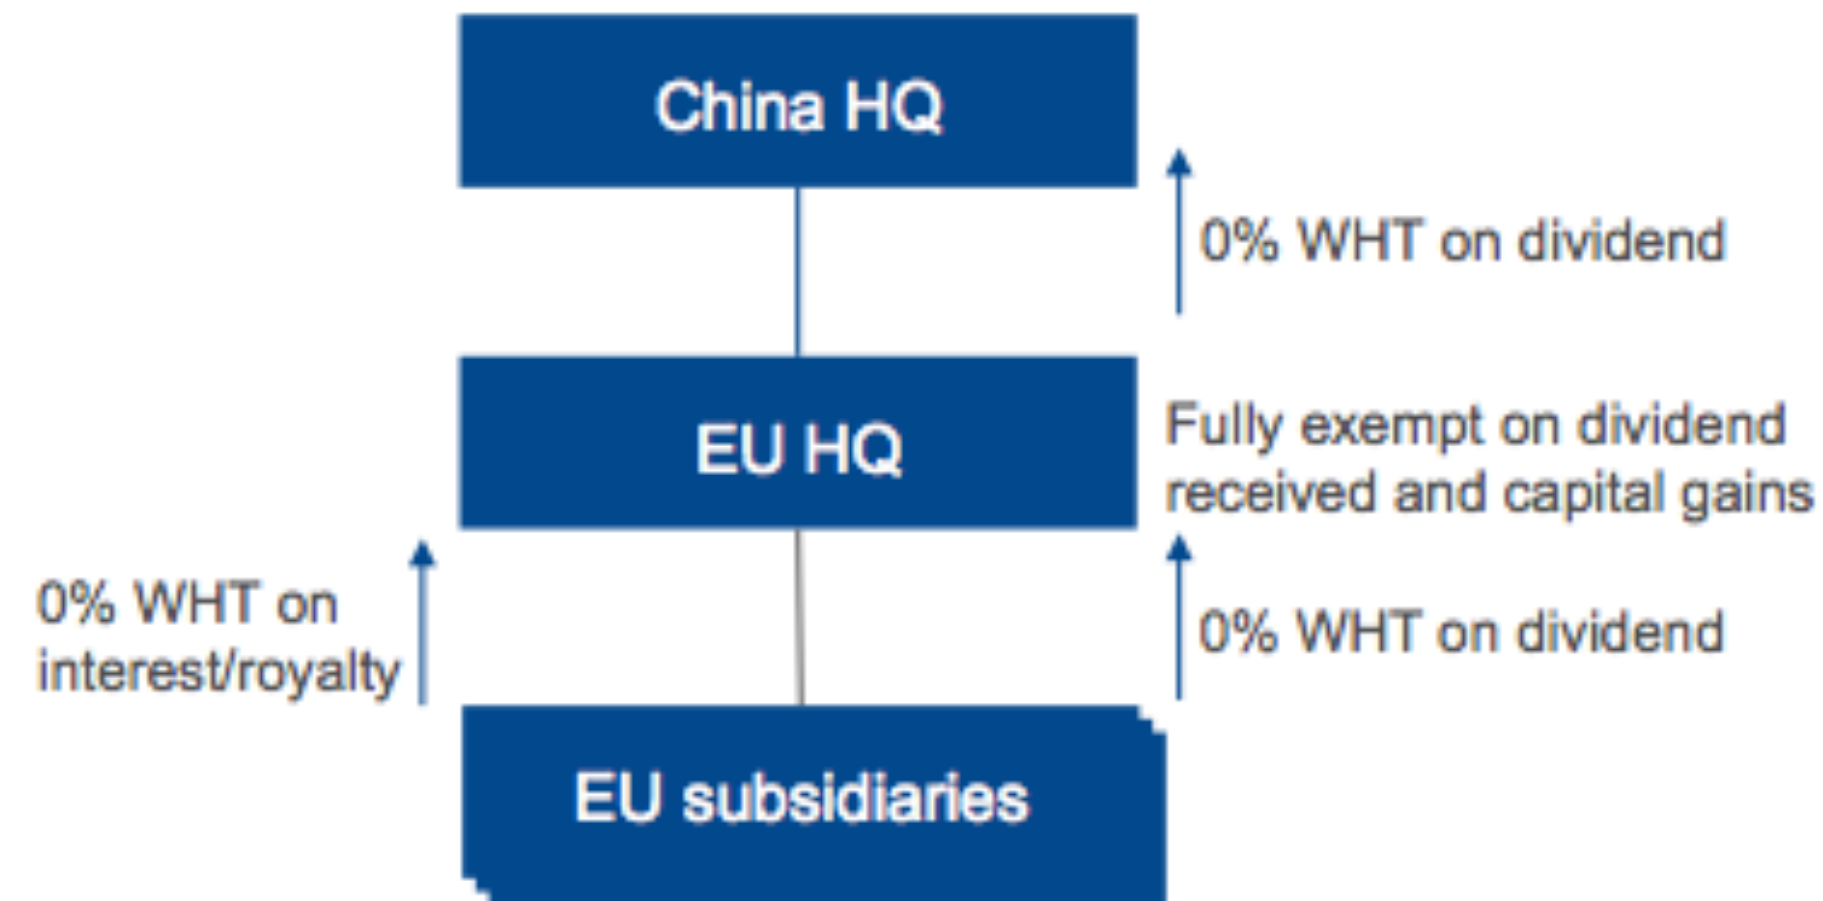 China HQ
0% WHT on dividend
EU HQ
Fully exempt on dividend
received and capital gains
0% WHT on
interest/royalty
0% WHT on dividend
EU subsidiaries